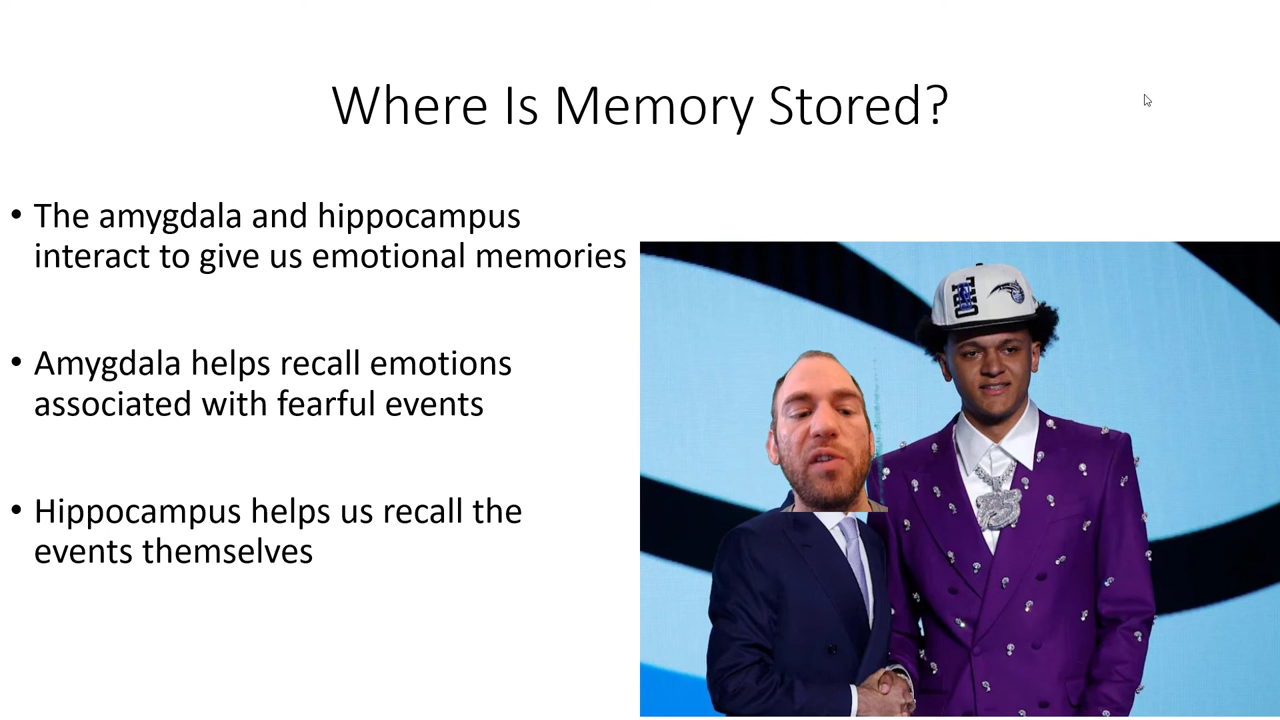 Where Is Memory Stored?
• The amygdala and hippocampus
interact to give us emotional memories
• Amygdala helps recall emotions
associated with fearful events
• Hippocampus helps us recall the
events themselves